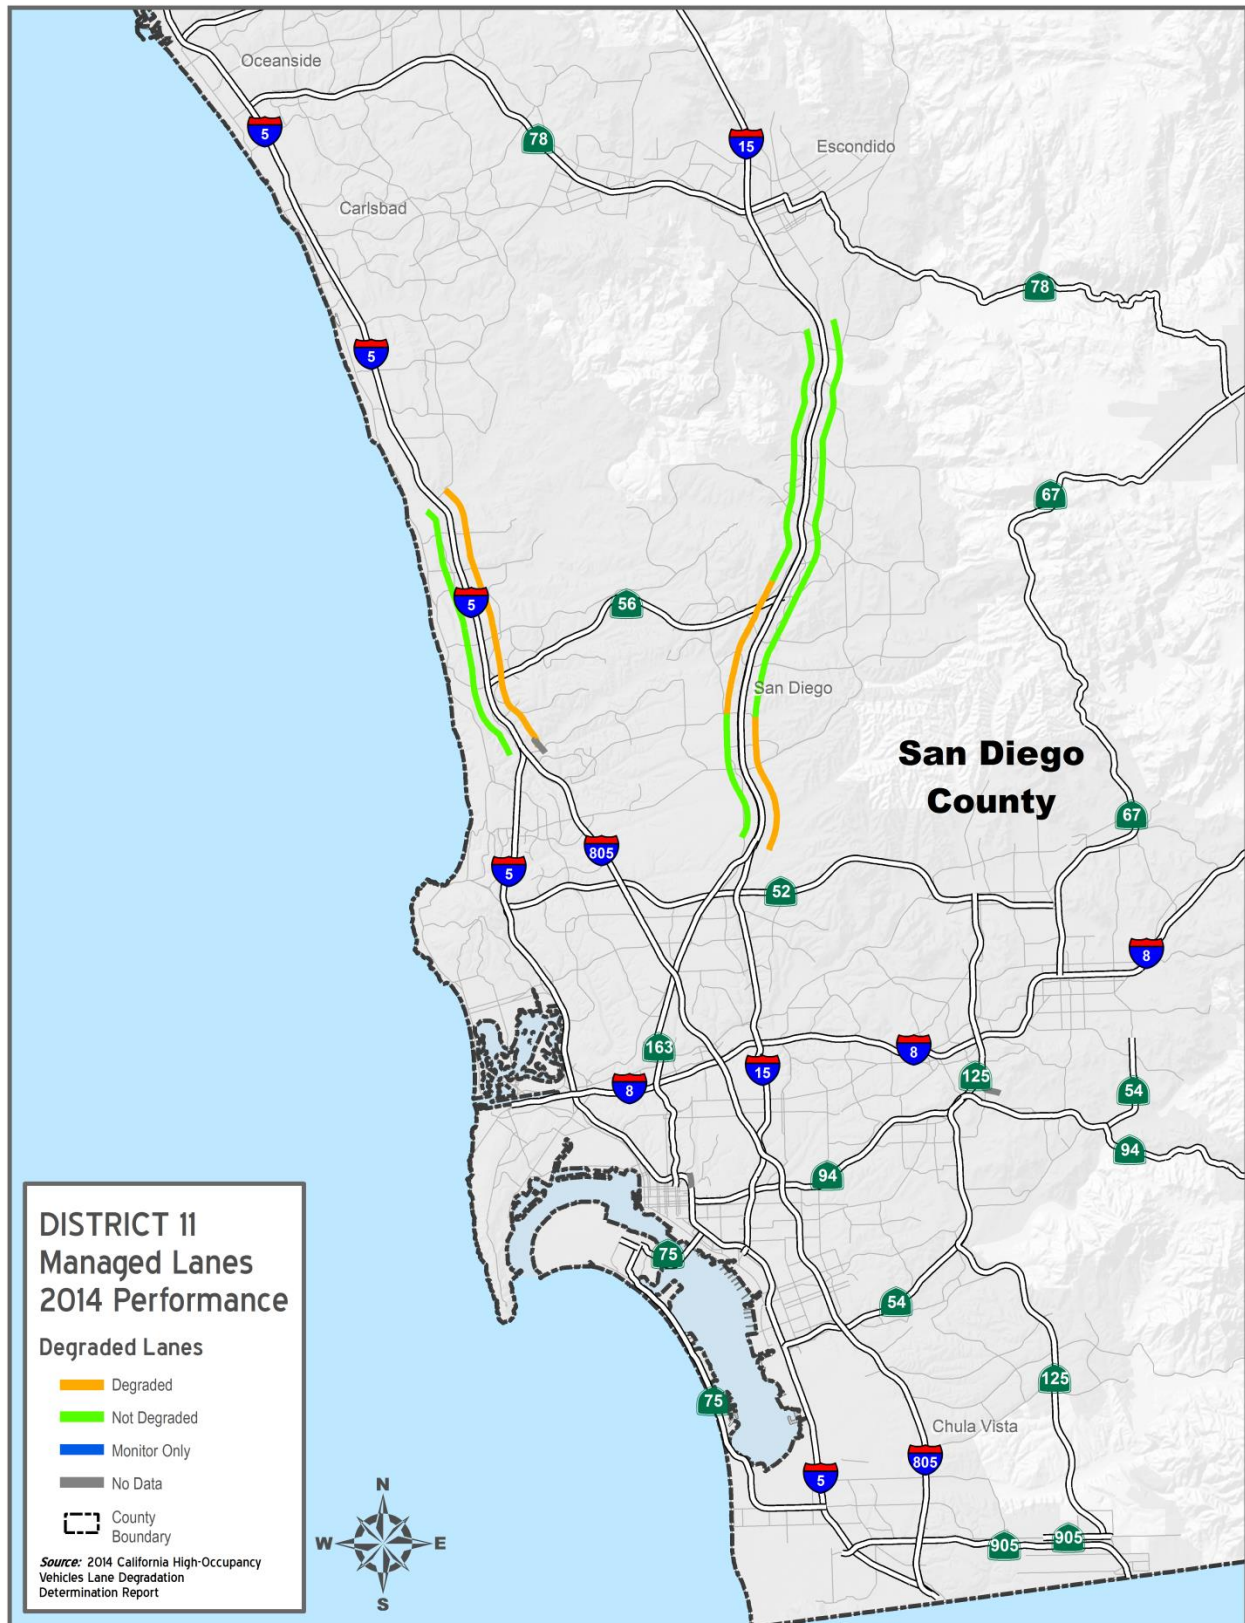 Oceanside
5
78
15
Escondido
Carlsbad
78
5
67
5
56
San Diego
San Diego
County
67
805
5
52
8
163
8
15
8
125
54
94
94
75
54
125
75
Chula Vista
805
5
905
905
DISTRICT 11
Managed Lanes
2014 Performance
Degraded Lanes
Degraded
Not Degraded
Monitor Only
No Data
County
Boundary
Source: 2014 California High-Occupancy
Vehicles Lane Degradation
Determination Report
N
W
E
S